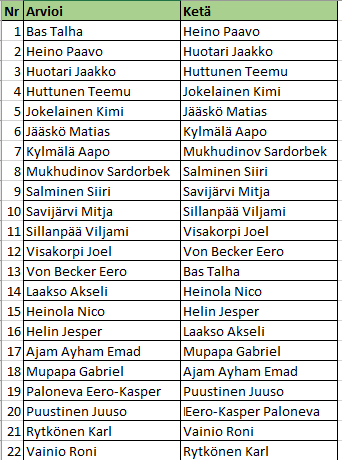 Nr Arvioi Ketä
1 Bas Talha Heino Paavo
2 Heino Paavo Huotari Jaakko
3 Huotari Jaakko Huttunen Teemu
4 Huttunen Teemu Jokelainen Kimi
5 Jokelainen Kimi Jääskö Matias
6 Jääskö Matias Kylmälä Aapo
7 Kylmälä Aapo Mukhudinov Sardorbek
8 Mukhudinov Sardorbek Salminen Siiri
9 Salminen Siiri Savijärvi Mitja
10 Savijärvi Mitja Sillanpää Viljami
11 Sillanpää Viljami Visakorpi Joel
12 Visakorpi Joel Von Becker Eero
13 Von Becker Eero Bas Talha
14 Laakso Akseli Heinola Nico
15 Heinola Nico Helin Jesper
16 Helin Jesper Laakso Akseli
17 Ajam Ayham Emad Mupapa Gabriel
18 Mupapa Gabriel Ajam Ayham Emad
19 Paloneva Eero-Kasper Puustinen Juuso
20 Puustinen Juuso Eero-Kasper Paloneva
21 Rytkönen Karl Vainio Roni
22 Vainio Roni Rytkönen Karl